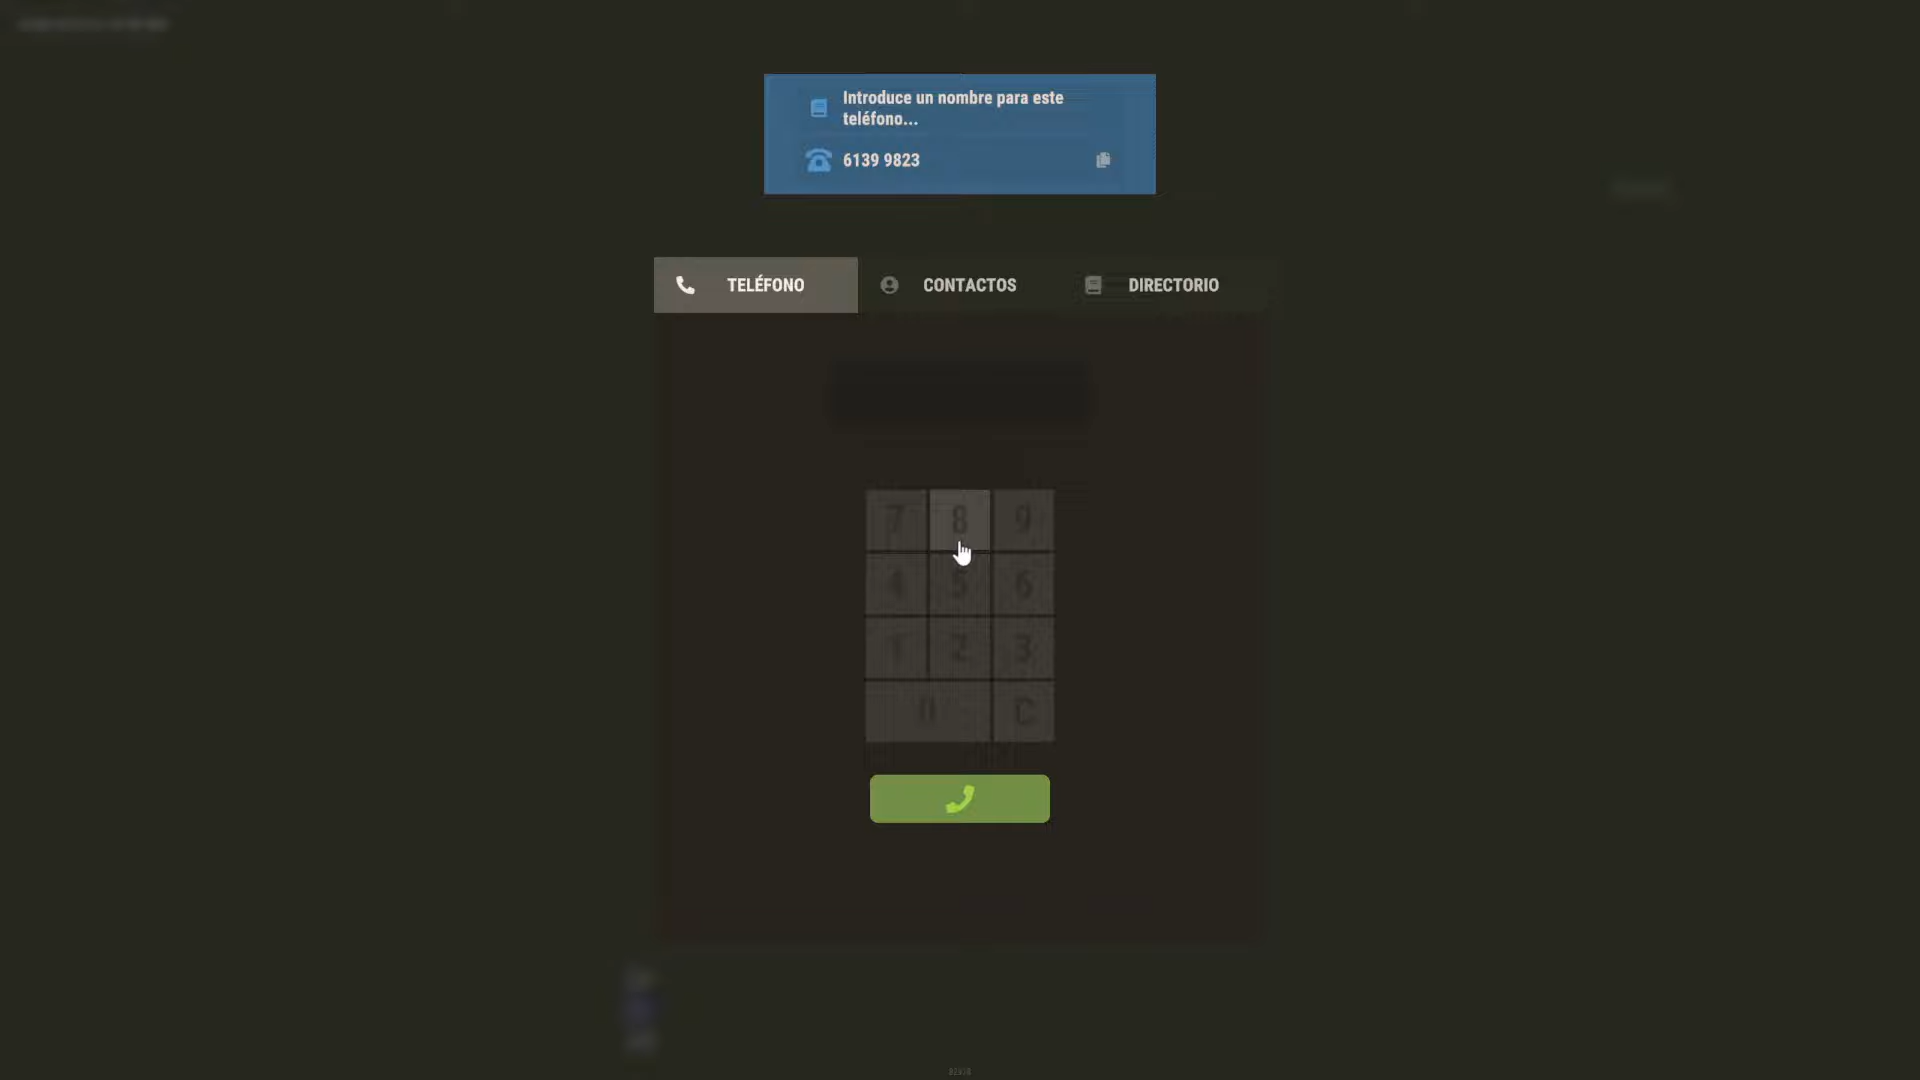 Introduce un nombre para este
teléfono...
6139 9823
TELÉFONO CONTACTOS DIRECTORIO
7 8 9
4 5 6
1 2 3
0 C